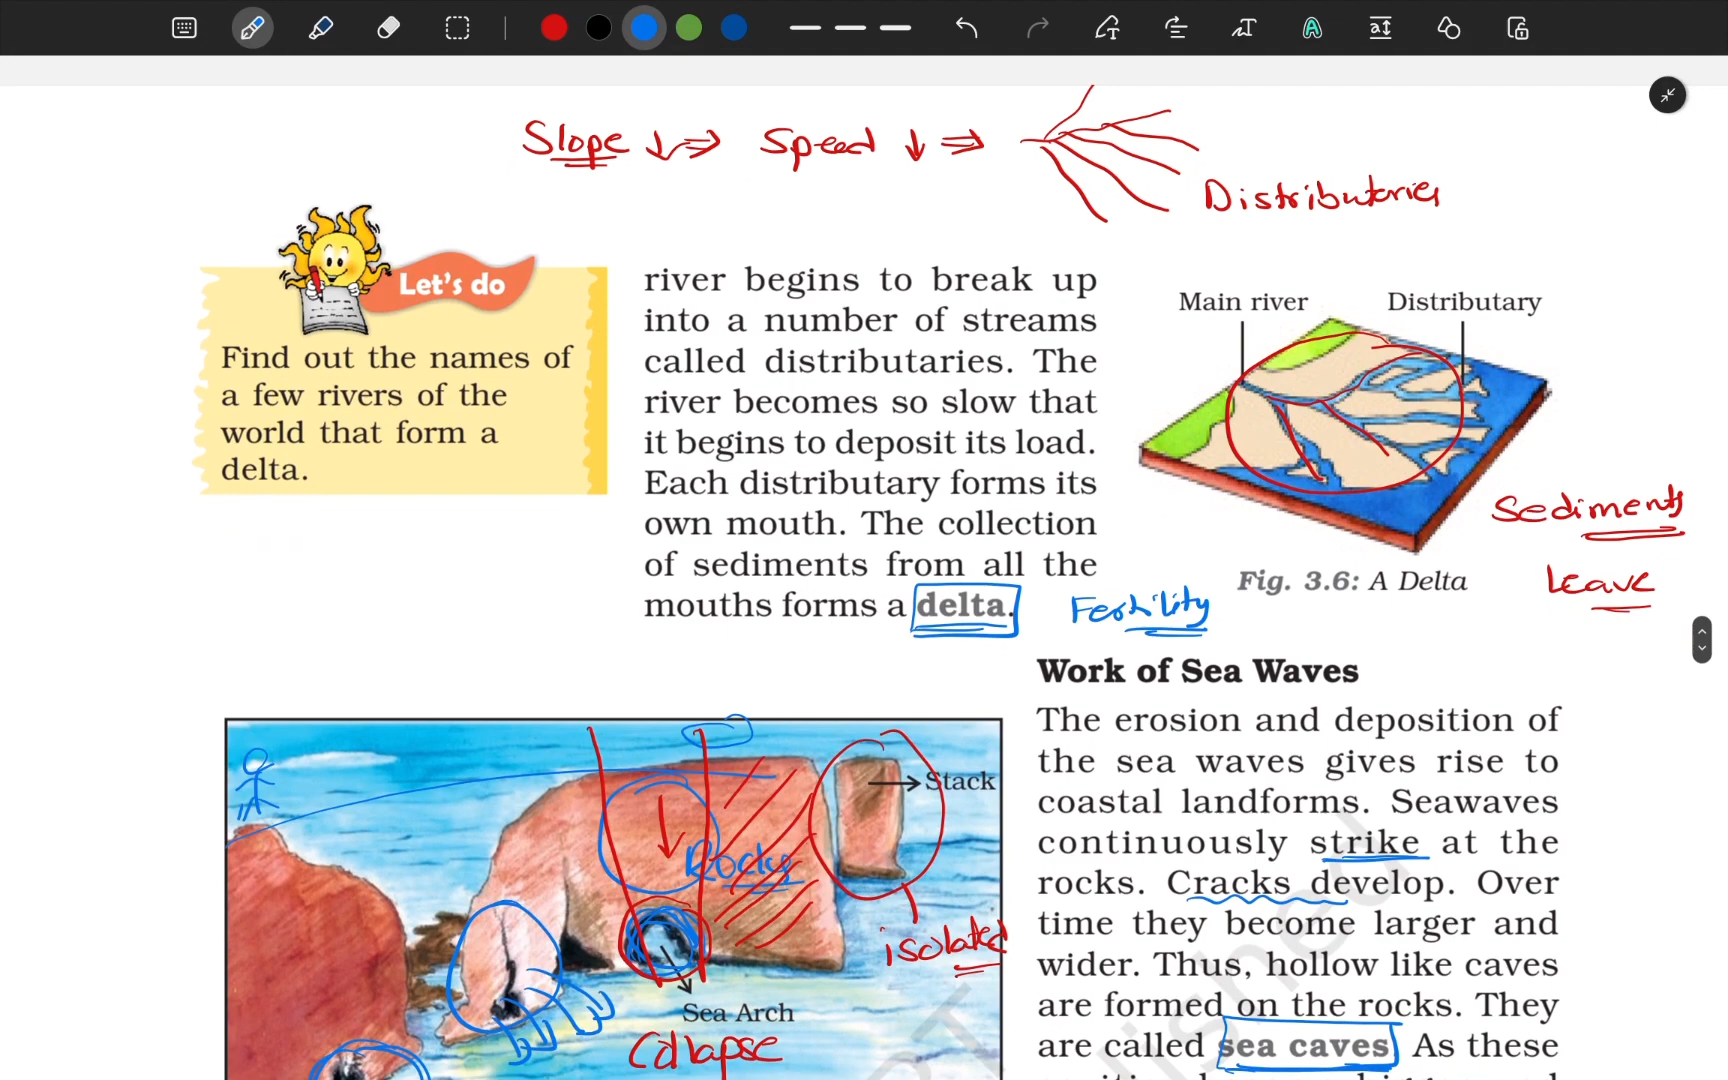 Slope ↓ ⇒ Speed ↓ ⇒
Distributaries
Let's do
Find out the names of
a few rivers of the
world that form a
delta.
river begins to break up
into a number of streams
called distributaries. The
river becomes so slow that
it begins to deposit its load.
Each distributary forms its
own mouth. The collection
of sediments from all the
mouths forms a delta.
Fertility
Main river
Distributary
Sediments
Leave
Fig. 3.6: A Delta
Stack
Rocks
isolated
Sea Arch
Collapse
Work of Sea Waves
The erosion and deposition of
the sea waves gives rise to
coastal landforms. Seawaves
continuously strike at the
rocks. Cracks develop. Over
time they become larger and
wider. Thus, hollow like caves
are formed on the rocks. They
are called sea caves. As these